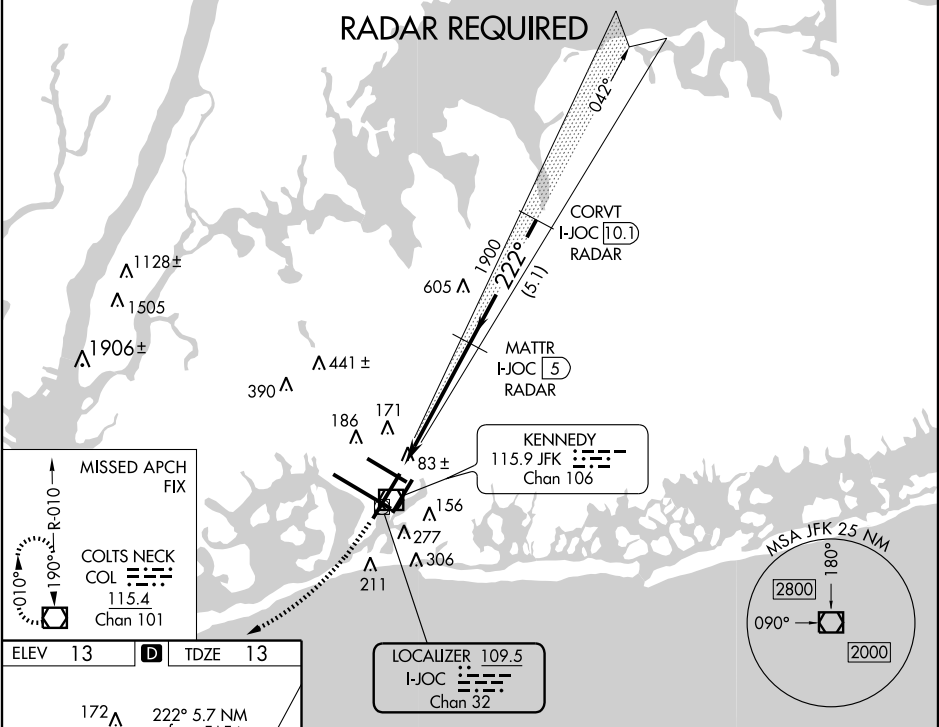 RADAR REQUIRED
042°
CORVT
I-JOC 10.1
RADAR
1900
222°
(5.1)
605
1128±
1505
1906±
MATTR
I-JOC 5
RADAR
441±
390
171
186
83±
KENNEDY
115.9 JFK
Chan 106
156
277
306
211
MISSED APCH
FIX
R-010
190°
010°
COLTS NECK
COL
115.4
Chan 101
MSA JFK 25 NM
180°
2800
090°
2000
LOCALIZER 109.5
I-JOC
Chan 32
ELEV 13 D TDZE 13
172
222° 5.7 NM